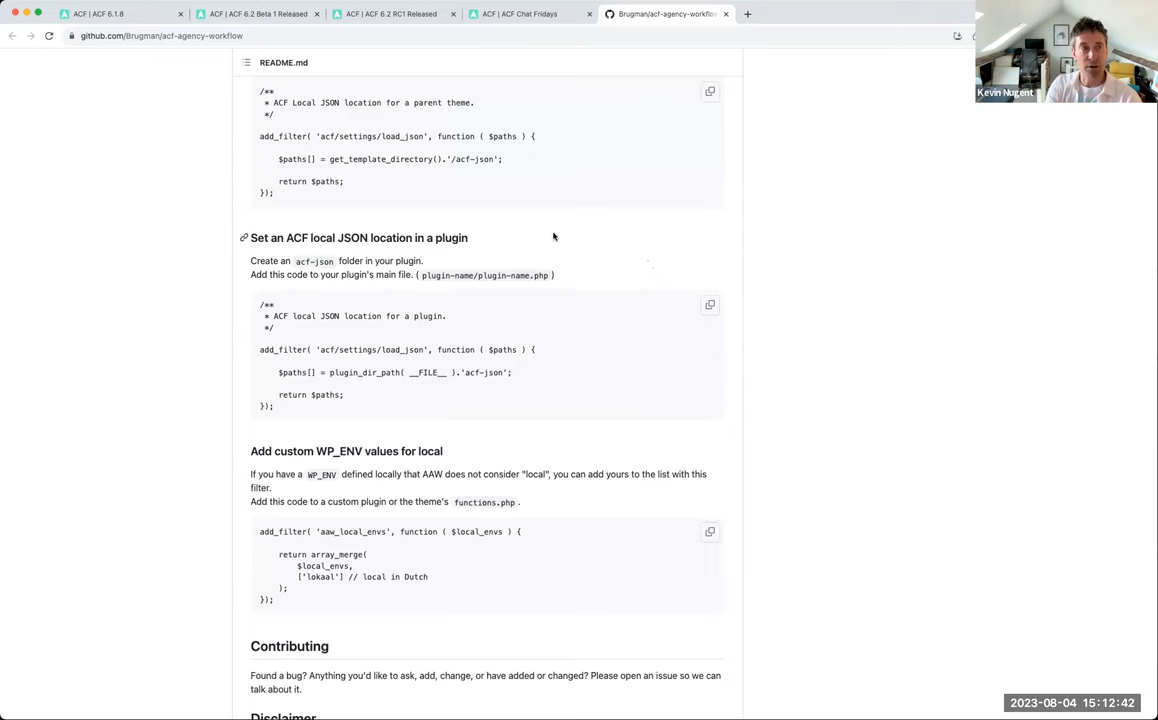 ACF | ACF 6.1.8
ACF | ACF 6.2 Beta 1 Released
ACF | ACF 6.2 RC1 Released
ACF | ACF Chat Fridays
Brugman/acf-agency-workflow
github.com/Brugman/acf-agency-workflow
Kevin Nugent
README.md
/**
* ACF Local JSON location for a parent theme.
*/
add_filter( 'acf/settings/load_json', function ( $paths ) {
$paths[] = get_template_directory().'/acf-json';
return $paths;
});
Set an ACF local JSON location in a plugin
Create an acf-json folder in your plugin.
Add this code to your plugin's main file. ( plugin-name/plugin-name.php )
/**
* ACF local JSON location for a plugin.
*/
add_filter( 'acf/settings/load_json', function ( $paths ) {
$paths[] = plugin_dir_path( __FILE__ ).'acf-json';
return $paths;
});
Add custom WP_ENV values for local
If you have a WP_ENV defined locally that AAW does not consider "local", you can add yours to the list with this
filter.
Add this code to a custom plugin or the theme's functions.php .
add_filter( 'aaw_local_envs', function ( $local_envs ) {
return array_merge(
$local_envs,
['lokaal'] // local in Dutch
);
});
Contributing
Found a bug? Anything you'd like to ask, add, change, or have added or changed? Please open an issue so we can
talk about it.
Disclaimer
2023-08-04 15:12:42